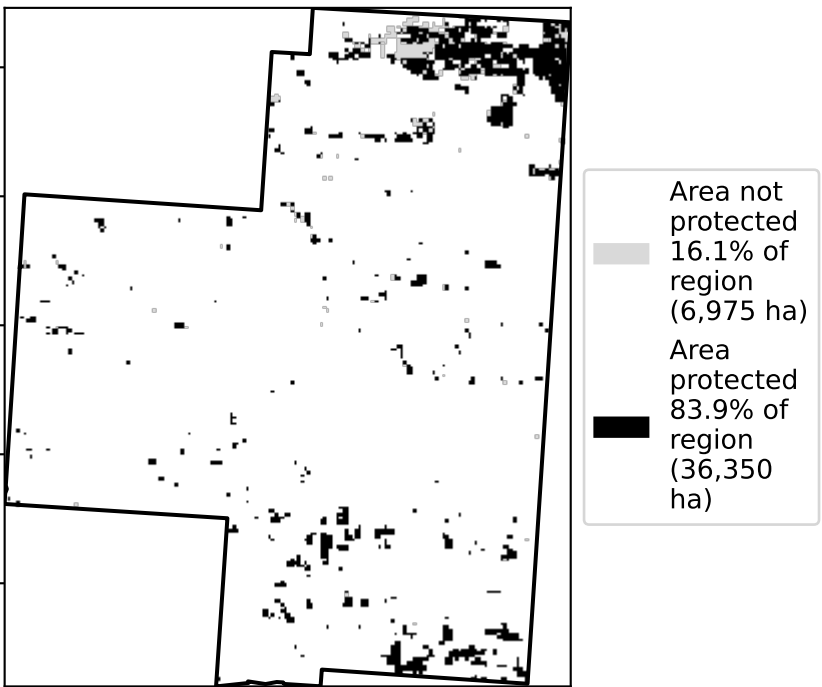 Area not
protected
16.1% of
region
(6,975 ha)
Area
protected
83.9% of
region
(36,350
ha)